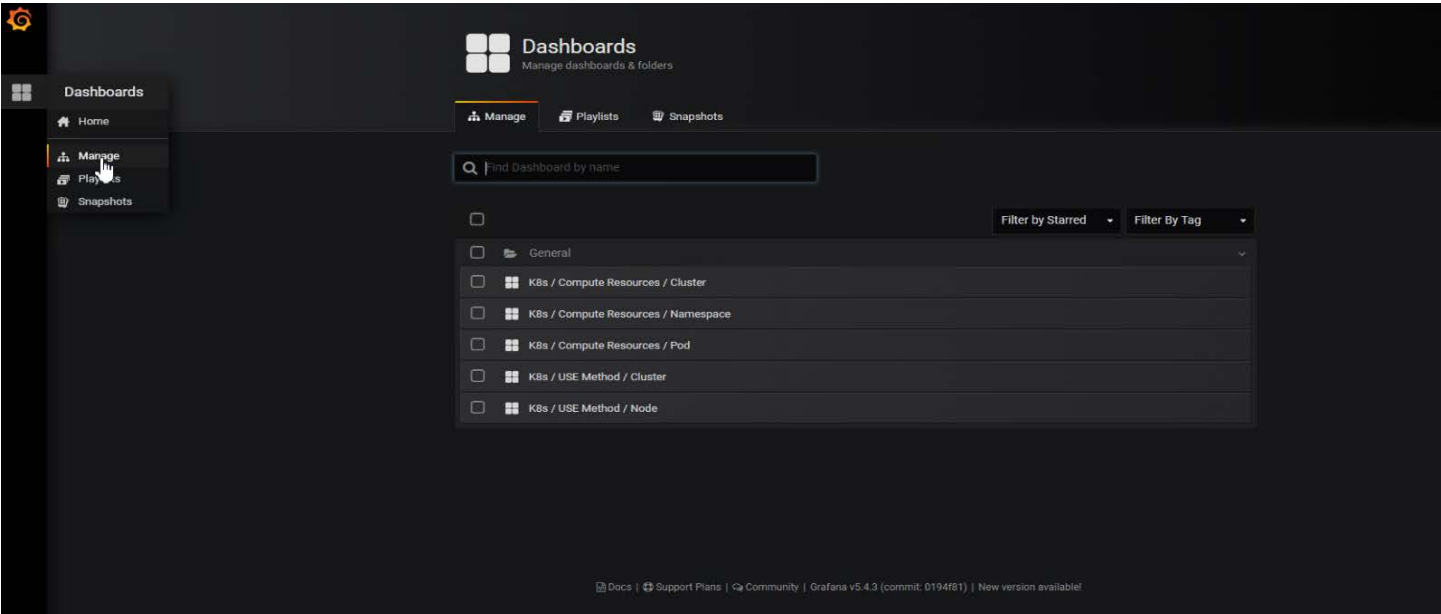 Dashboards
Home
Manage
Playlists
Snapshots
Dashboards
Manage dashboards & folders
Manage Playlists Snapshots
Find Dashboard by name
Filter by Starred Filter By Tag
General
K8s / Compute Resources / Cluster
K8s / Compute Resources / Namespace
K8s / Compute Resources / Pod
K8s / USE Method / Cluster
K8s / USE Method / Node
Docs | Support Plans | Community | Grafana v5.4.3 (commit: 0194f81) | New version available!